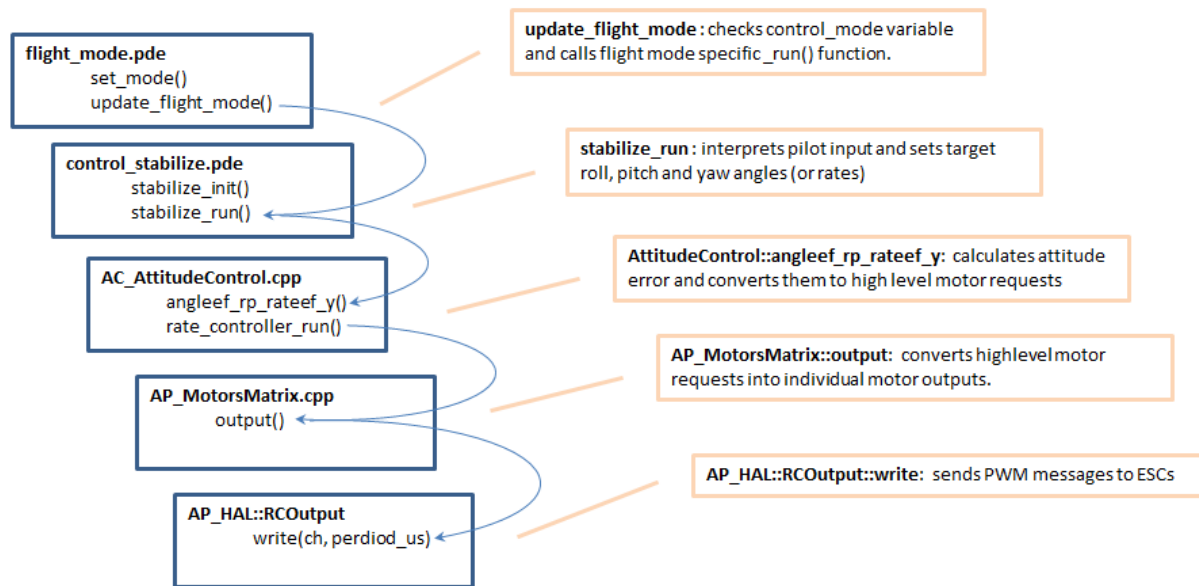 flight_mode.pde
set_mode()
update_flight_mode()
update_flight_mode : checks control_mode variable
and calls flight mode specific _run() function.
control_stabilize.pde
stabilize_init()
stabilize_run()
stabilize_run : interprets pilot input and sets target
roll, pitch and yaw angles (or rates)
AC_AttitudeControl.cpp
angleef_rp_rateef_y()
rate_controller_run()
AttitudeControl::angleef_rp_rateef_y: calculates attitude
error and converts them to high level motor requests
AP_MotorsMatrix.cpp
output()
AP_MotorsMatrix::output: converts highlevel motor
requests into individual motor outputs.
AP_HAL::RCOutput
write(ch, perdiod_us)
AP_HAL::RCOutput::write: sends PWM messages to ESCs